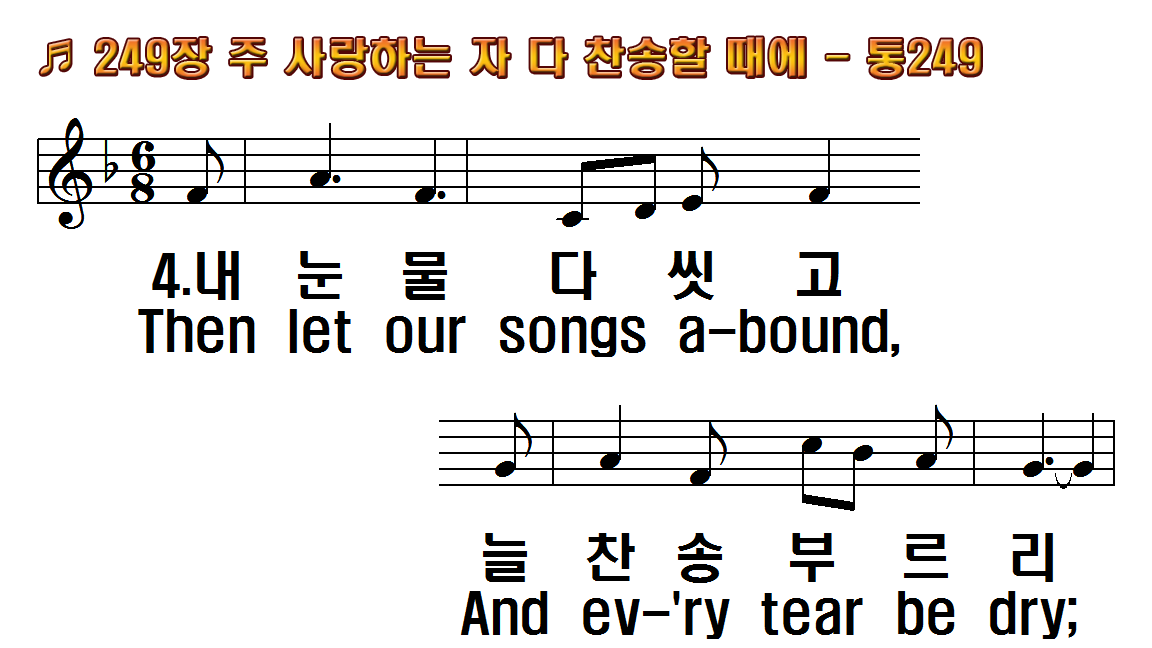 ♬ 249장 주 사랑하는 자 다 찬송할 때에 - 통249
6
8
4.내 눈 물 다 씻 고
Then let our songs a-bound,
늘 찬 송 부 르 리
And ev-'ry tear be dry;